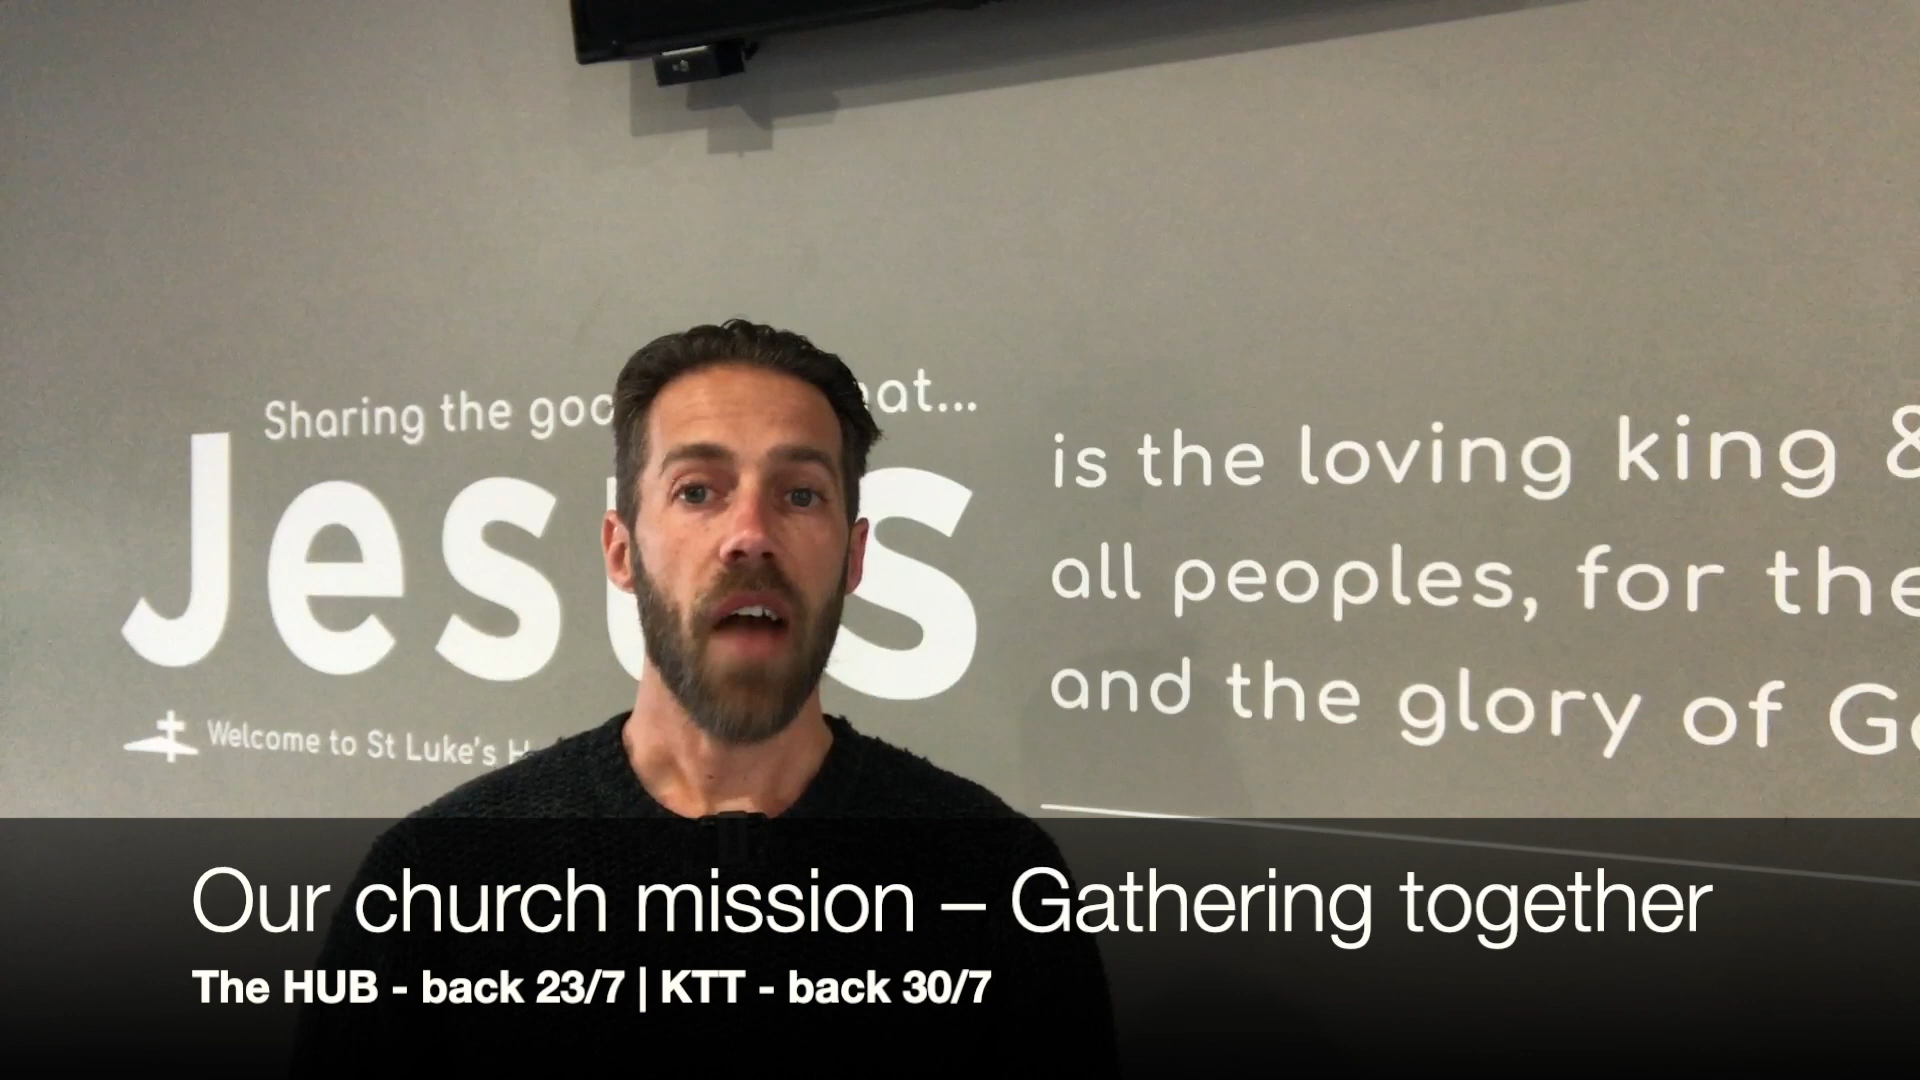 Sharing the
at...
Jes s
is the loving king &
all peoples, for the
and the glory of
Welcome to St Luke's
Our church mission – Gathering together
The HUB - back 23/7 | KTT - back 30/7